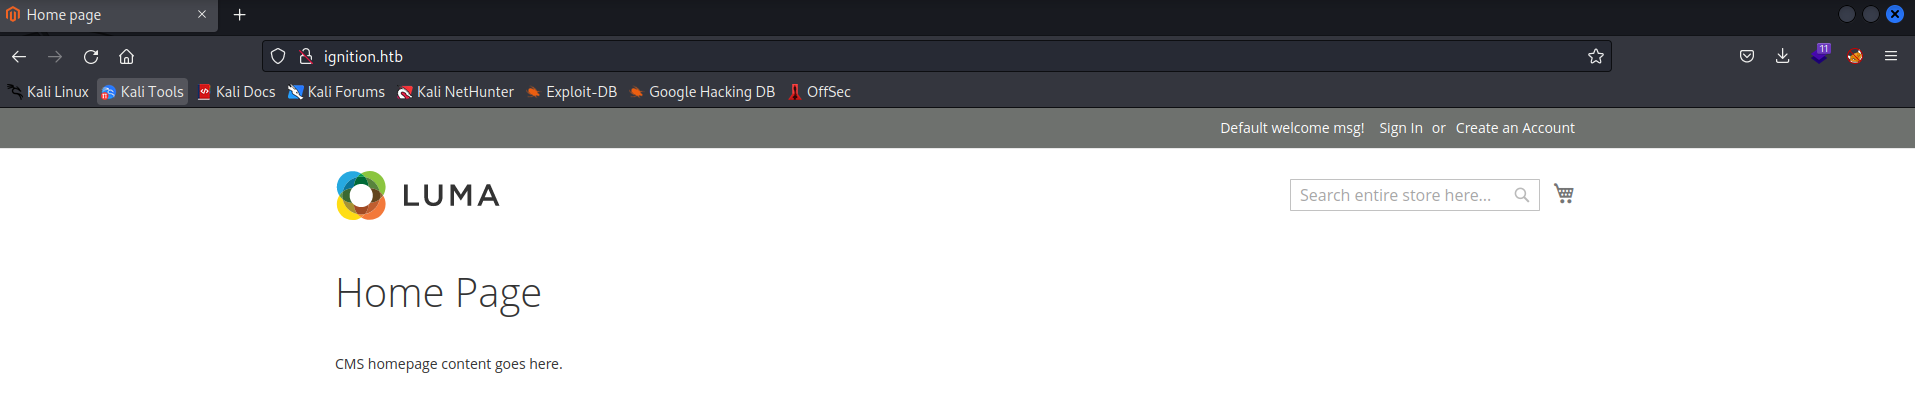 Home page
11
ignition.htb
Kali Linux Kali Tools Kali Docs Kali Forums Kali NetHunter Exploit-DB Google Hacking DB OffSec
Default welcome msg! Sign In or Create an Account
LUMA
Search entire store here...
Home Page
CMS homepage content goes here.